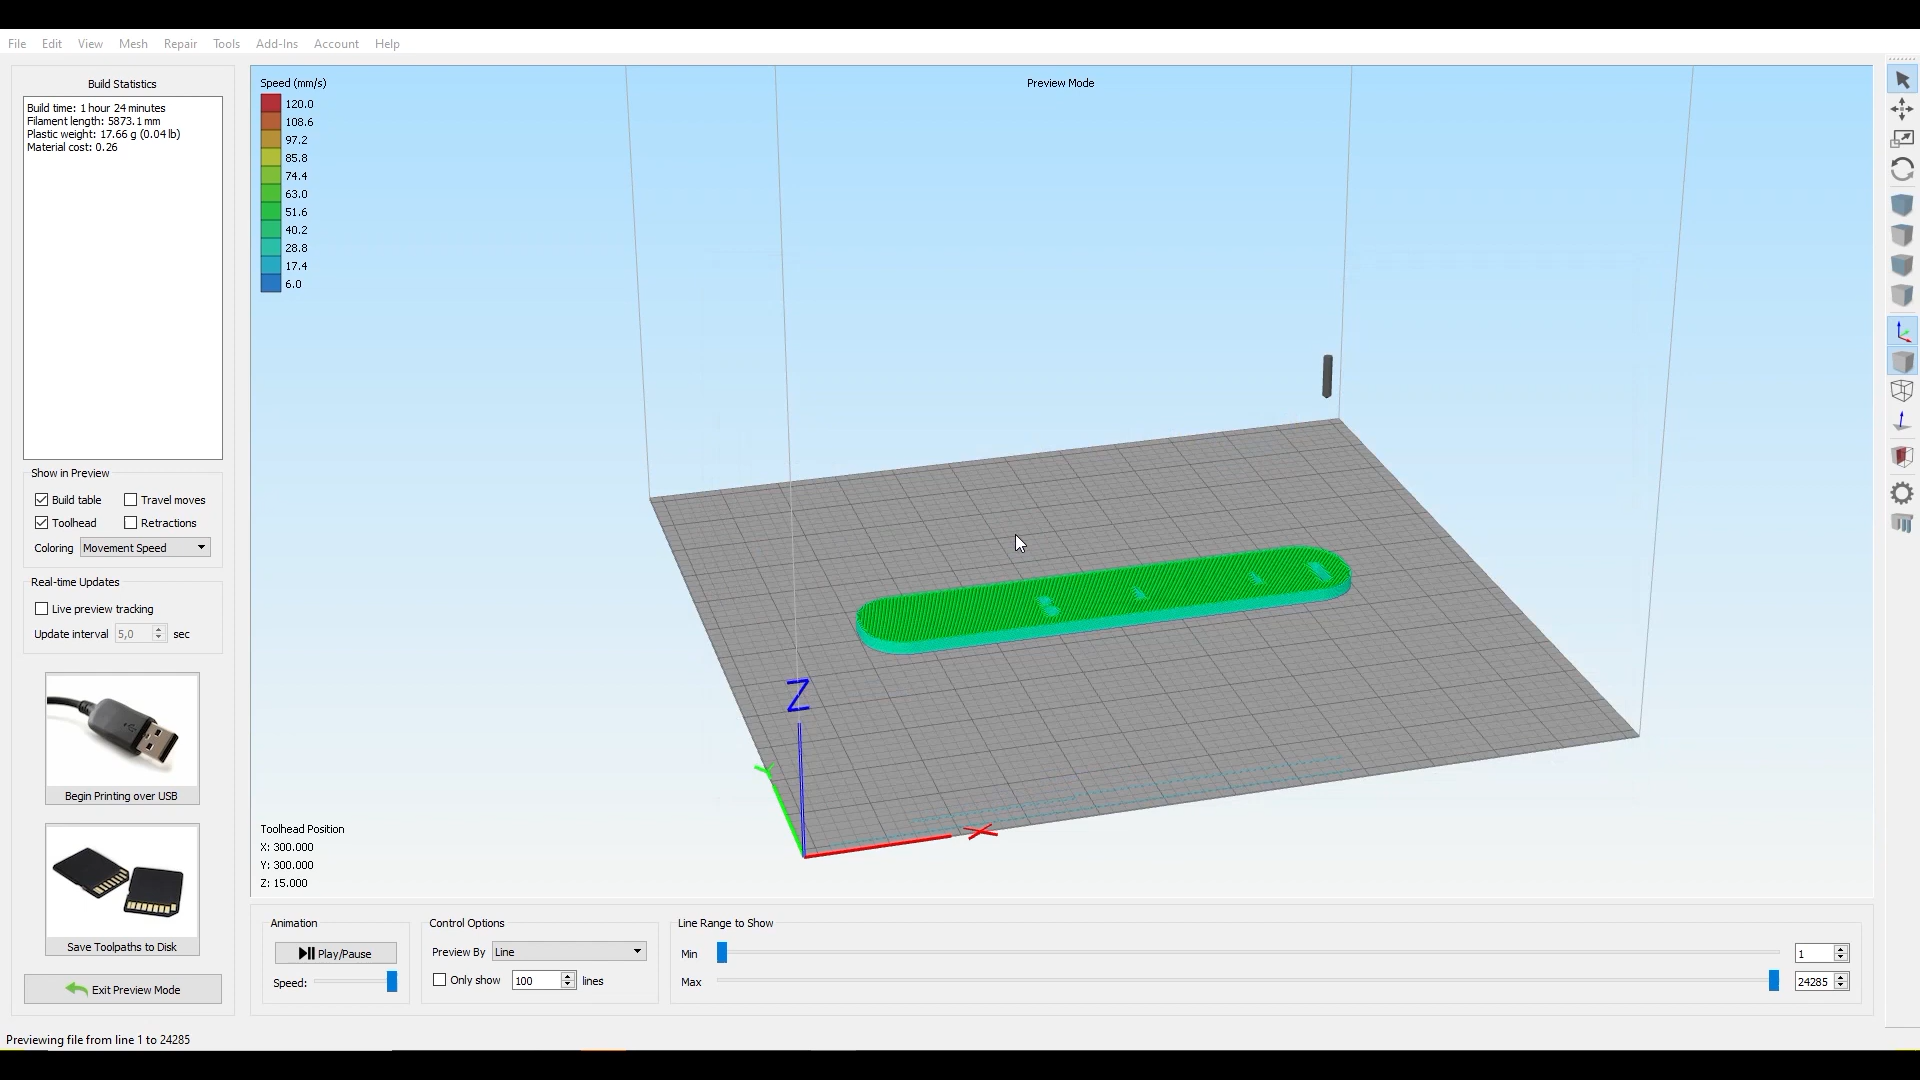 File Edit View Mesh Repair Tools Add-Ins Account Help
Build Statistics
Build time: 1 hour 24 minutes
Filament length: 5873.1 mm
Plastic weight: 17.66 g (0.04 lb)
Material cost: 0.26
Show in Preview
Build table Travel moves
Toolhead Retractions
Coloring Movement Speed
Real-time Updates
Live preview tracking
Update interval 5,0 sec
Begin Printing over USB
Save Toolpaths to Disk
Exit Preview Mode
Speed (mm/s)
120.0
108.6
97.2
85.8
74.4
63.0
51.6
40.2
28.8
17.4
6.0
Preview Mode
Z
Y
X
Toolhead Position
X: 300.000
Y: 300.000
Z: 15.000
Animation
Play/Pause
Speed:
Control Options
Preview By Line
Only show 100 lines
Line Range to Show
Min 1
Max 24285
Previewing file from line 1 to 24285